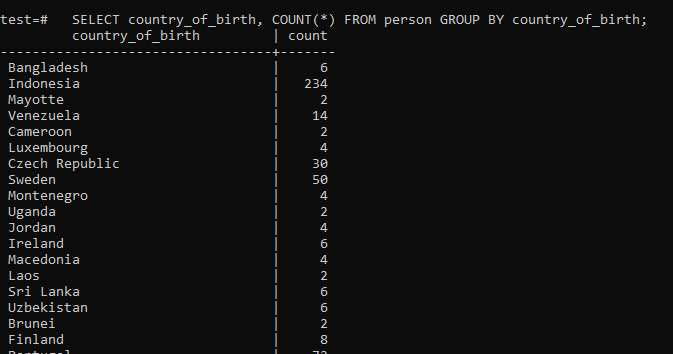 test=#   SELECT country_of_birth, COUNT(*) FROM person GROUP BY country_of_birth;
         country_of_birth         | count
----------------------------------+-------
 Bangladesh                       |     6
 Indonesia                        |   234
 Mayotte                          |     2
 Venezuela                        |    14
 Cameroon                         |     2
 Luxembourg                       |     4
 Czech Republic                   |    30
 Sweden                           |    50
 Montenegro                       |     4
 Uganda                           |     2
 Jordan                           |     4
 Ireland                          |     6
 Macedonia                        |     4
 Laos                             |     2
 Sri Lanka                        |     6
 Uzbekistan                       |     6
 Brunei                           |     2
 Finland                          |     8